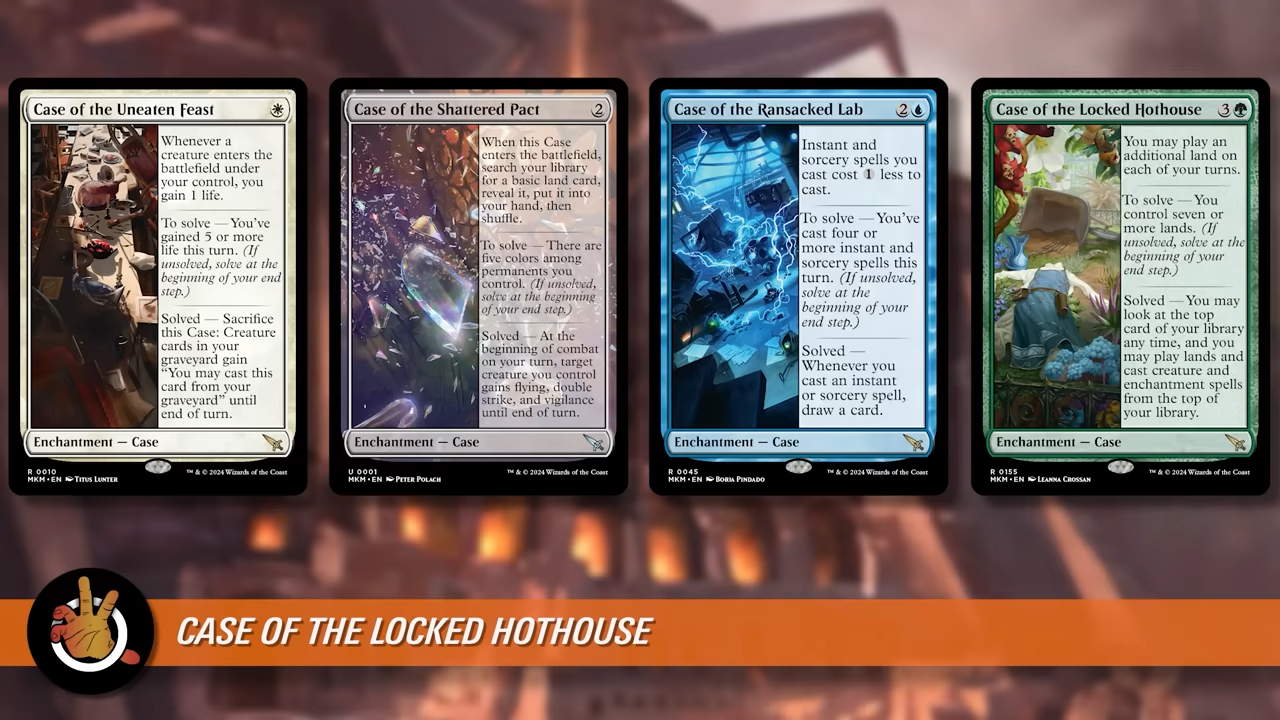 Case of the Uneaten Feast
Whenever a
creature enters the
battlefield under
your control, you
gain 1 life.
To solve — You've
gained 5 or more
life this turn. (If
unsolved, solve at the
beginning of your end
step.)
Solved — Sacrifice
this Case: Creature
cards in your
graveyard gain
“You may cast this
card from your
graveyard” until
end of turn.
Enchantment — Case
R 0010
MKM • EN Titus Lunter
™ & © 2024 Wizards of the Coast
Case of the Shattered Pact 2
When this Case
enters the battlefield,
search your library
for a basic land card,
reveal it, put it into
your hand, then
shuffle.
To solve — There are
five colors among
permanents you
control. (If unsolved,
solve at the beginning
of your end step.)
Solved — At the
beginning of combat
on your turn, target
creature you control
gains flying, double
strike, and vigilance
until end of turn.
Enchantment — Case
U 0001
MKM • EN Peter Polach
™ & © 2024 Wizards of the Coast
Case of the Ransacked Lab 2
Instant and
sorcery spells you
cast cost 1 less to
cast.
To solve — You've
cast four or
more instant and
sorcery spells this
turn. (If unsolved,
solve at the
beginning of your
end step.)
Solved —
Whenever you
cast an instant
or sorcery spell,
draw a card.
Enchantment — Case
R 0045
MKM • EN Borja Pindado
™ & © 2024 Wizards of the Coast
Case of the Locked Hothouse 3
You may play an
additional land on
each of your turns.
To solve — You
control seven or
more lands. (If
unsolved, solve at the
beginning of your end
step.)
Solved — You may
look at the top
card of your library
any time, and you
may play lands and
cast creature and
enchantment spells
from the top of
your library.
Enchantment — Case
R 0155
MKM • EN Leanna Crossan
™ & © 2024 Wizards of the Coast
CASE OF THE LOCKED HOTHOUSE